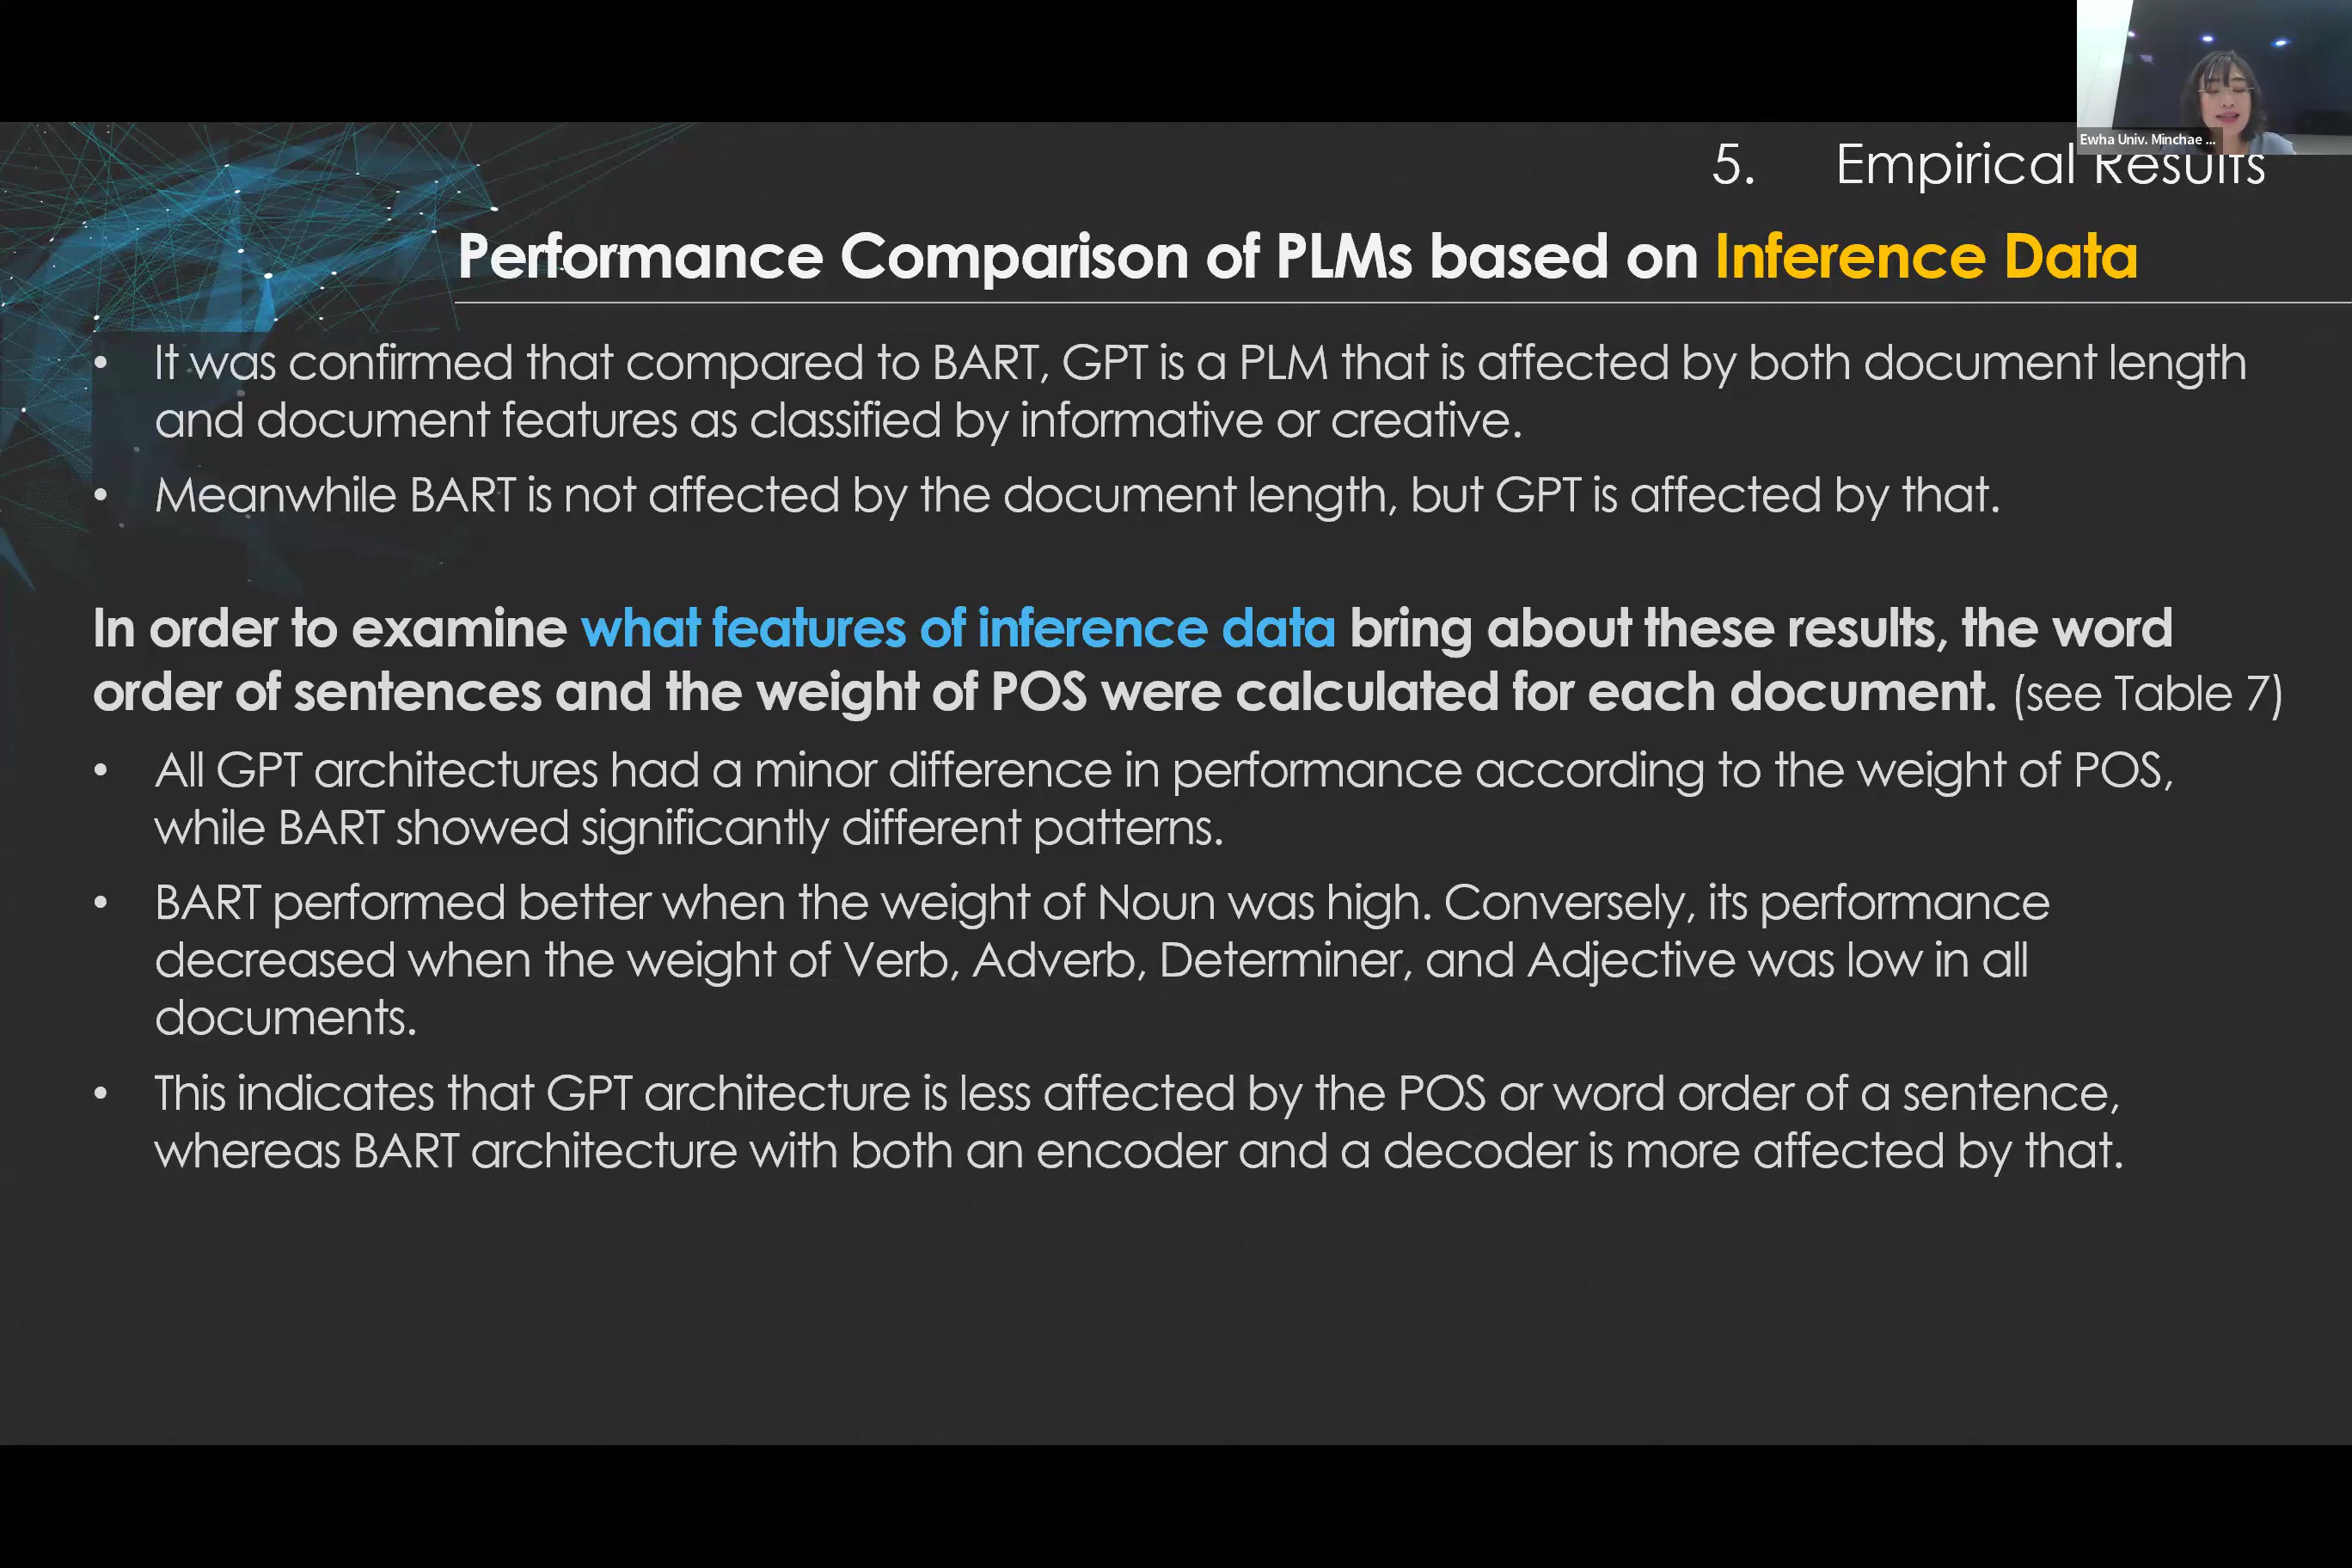 Ewha Univ. Minchae ...
5. Empirical Results
Performance Comparison of PLMs based on Inference Data
• It was confirmed that compared to BART, GPT is a PLM that is affected by both document length
and document features as classified by informative or creative.
• Meanwhile BART is not affected by the document length, but GPT is affected by that.
In order to examine what features of inference data bring about these results, the word
order of sentences and the weight of POS were calculated for each document. (see Table 7)
• All GPT architectures had a minor difference in performance according to the weight of POS,
while BART showed significantly different patterns.
• BART performed better when the weight of Noun was high. Conversely, its performance
decreased when the weight of Verb, Adverb, Determiner, and Adjective was low in all
documents.
• This indicates that GPT architecture is less affected by the POS or word order of a sentence,
whereas BART architecture with both an encoder and a decoder is more affected by that.